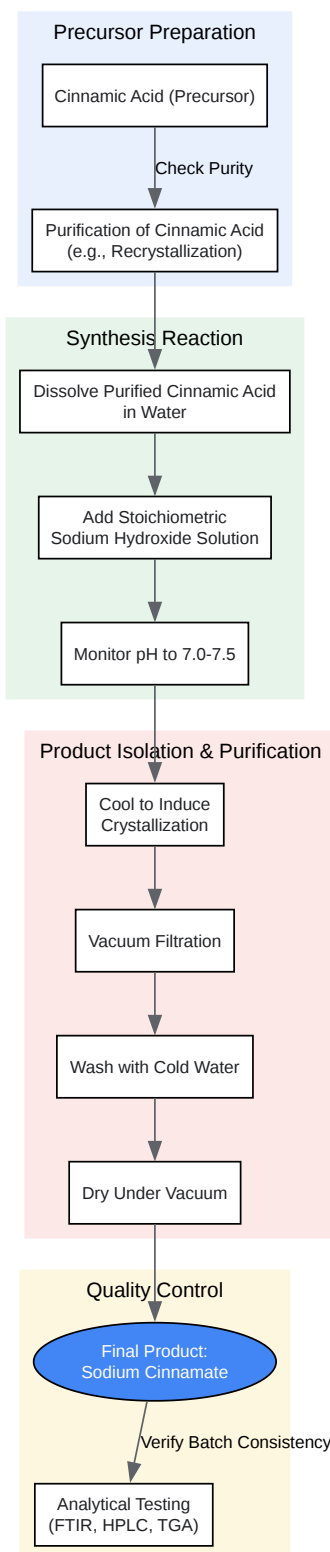 Precursor Preparation
Cinnamic Acid (Precursor)
Check Purity
Purification of Cinnamic Acid
(e.g., Recrystallization)
Synthesis Reaction
Dissolve Purified Cinnamic Acid
in Water
Add Stoichiometric
Sodium Hydroxide Solution
Monitor pH to 7.0-7.5
Product Isolation & Purification
Cool to Induce
Crystallization
Vacuum Filtration
Wash with Cold Water
Dry Under Vacuum
Quality Control
Final Product:
Sodium Cinnamate
Verify Batch Consistency
Analytical Testing
(FTIR, HPLC, TGA)